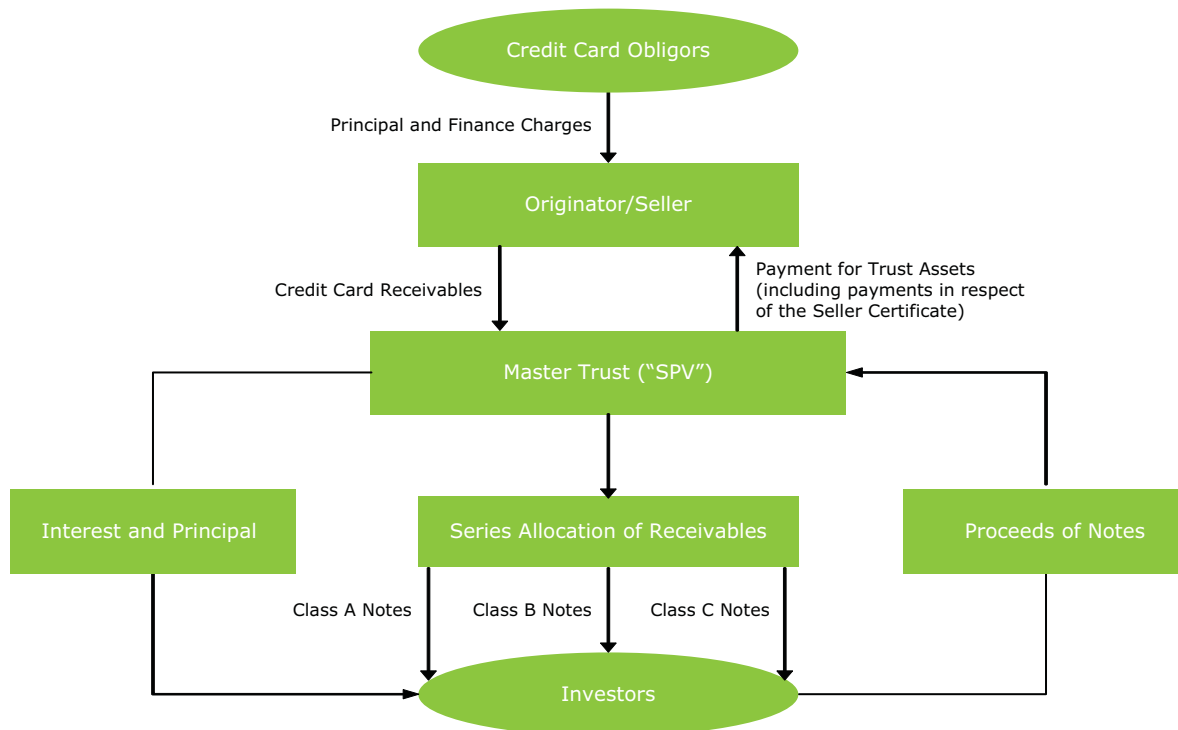 Credit Card Obligors
Principal and Finance Charges
Originator/Seller
Credit Card Receivables
Payment for Trust Assets
(including payments in respect
of the Seller Certificate)
Master Trust (“SPV”)
Interest and Principal
Series Allocation of Receivables
Proceeds of Notes
Class A Notes
Class B Notes
Class C Notes
Investors